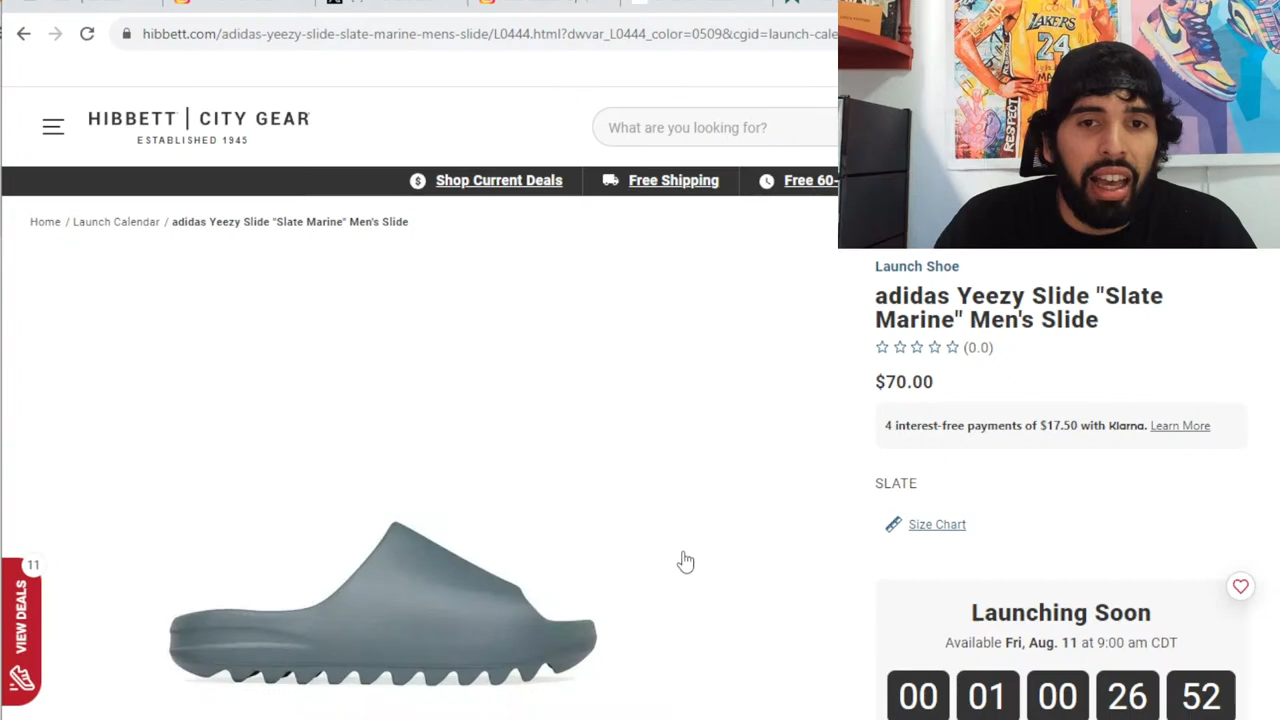 hibbett.com/adidas-yeezy-slide-slate-marine-mens-slide/L0444.html?dwvar_L0444_color=0509&cgid=launch-cale
HIBBETT | CITY GEAR
ESTABLISHED 1945
What are you looking for?
Shop Current Deals
Free Shipping
Free 60-
Home / Launch Calendar / adidas Yeezy Slide "Slate Marine" Men's Slide
LAKERS
24
RESPECT
Launch Shoe
adidas Yeezy Slide "Slate
Marine" Men's Slide
(0.0)
$70.00
4 interest-free payments of $17.50 with Klarna. Learn More
SLATE
Size Chart
11
VIEW DEALS
Launching Soon
Available Fri, Aug. 11 at 9:00 am CDT
00 01 00 26 52